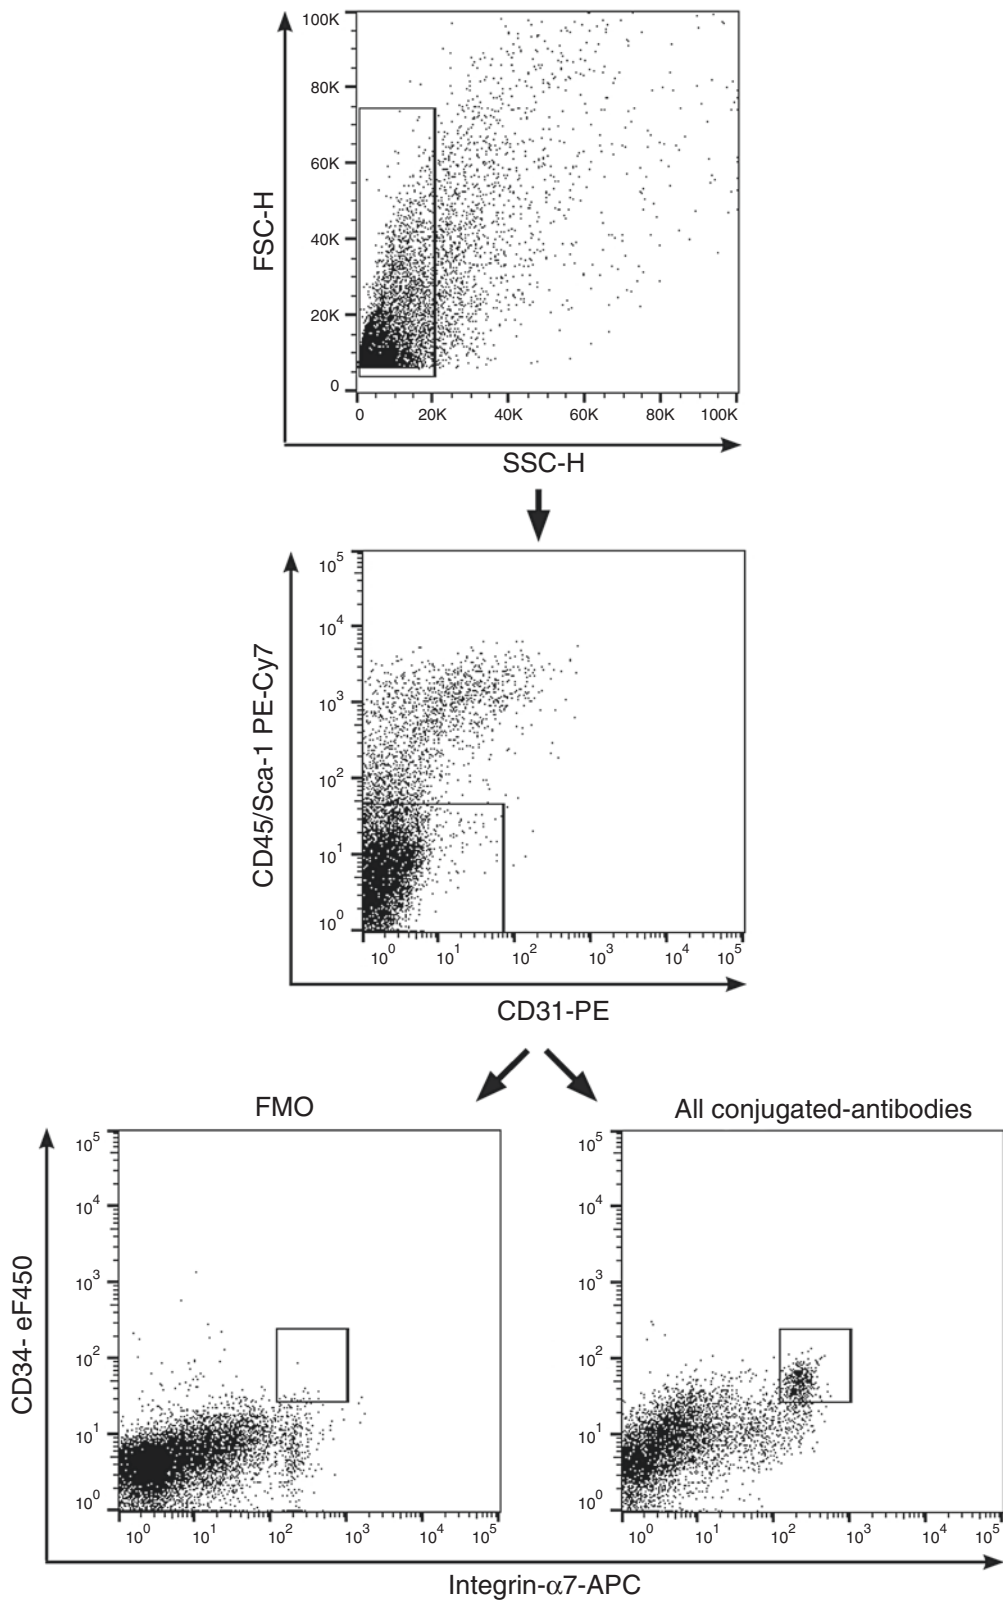 100K
80K
60K
40K
20K
0
FSC-H
0 20K 40K 60K 80K 100K
SSC-H
10^5
10^4
10^3
10^2
10^1
10^0
CD45/Sca-1 PE-Cy7
10^0 10^1 10^2 10^3 10^4 10^5
CD31-PE
FMO
All conjugated-antibodies
10^5
10^4
10^3
10^2
10^1
10^0
CD34- eF450
10^0 10^1 10^2 10^3 10^4 10^5
10^5
10^4
10^3
10^2
10^1
10^0
10^0 10^1 10^2 10^3 10^4 10^5
Integrin-α7-APC